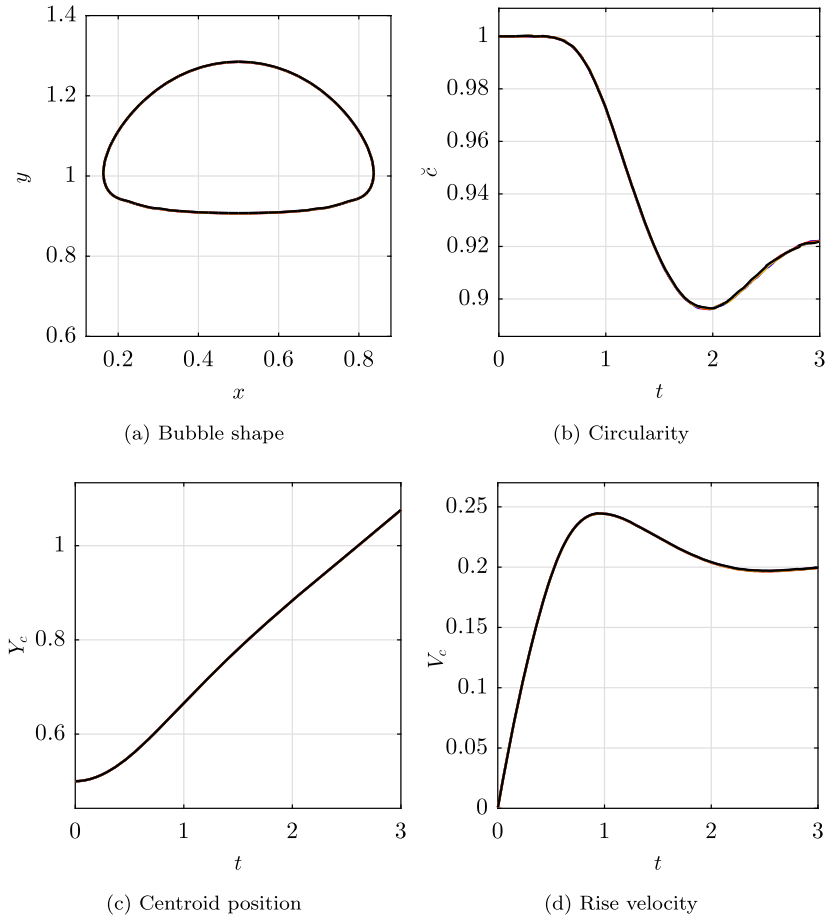 1.4
1.2
1
0.8
0.6
y
0.2 0.4 0.6 0.8
x
(a) Bubble shape
1
0.98
0.96
0.94
0.92
0.9
c̆
0 1 2 3
t
(b) Circularity
1
0.8
0.6
Y_c
0 1 2 3
t
(c) Centroid position
0.25
0.2
0.15
0.1
0.05
0
V_c
0 1 2 3
t
(d) Rise velocity